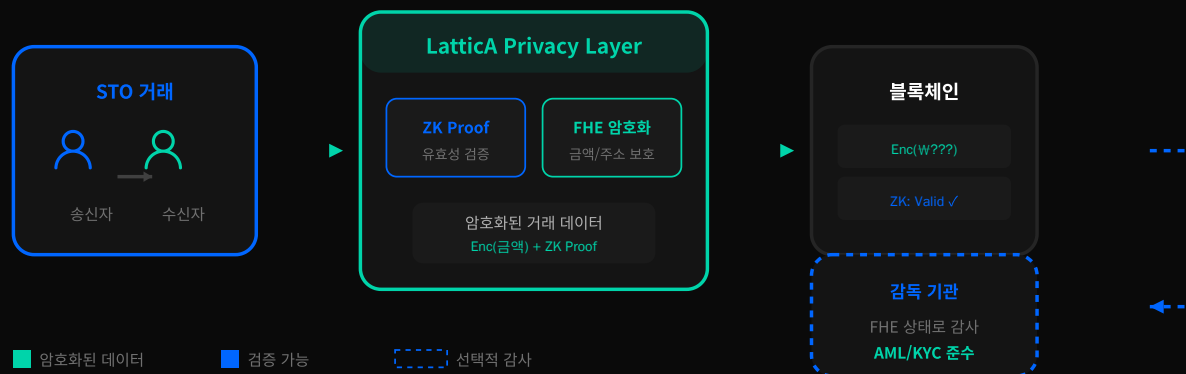 STO 거래
송신자
수신자
LatticA Privacy Layer
ZK Proof
유효성 검증
FHE 암호화
금액/주소 보호
암호화된 거래 데이터
Enc(금액) + ZK Proof
블록체인
Enc(₩???)
ZK: Valid ✓
감독 기관
FHE 상태로 감사
AML/KYC 준수
암호화된 데이터
검증 가능
선택적 감사